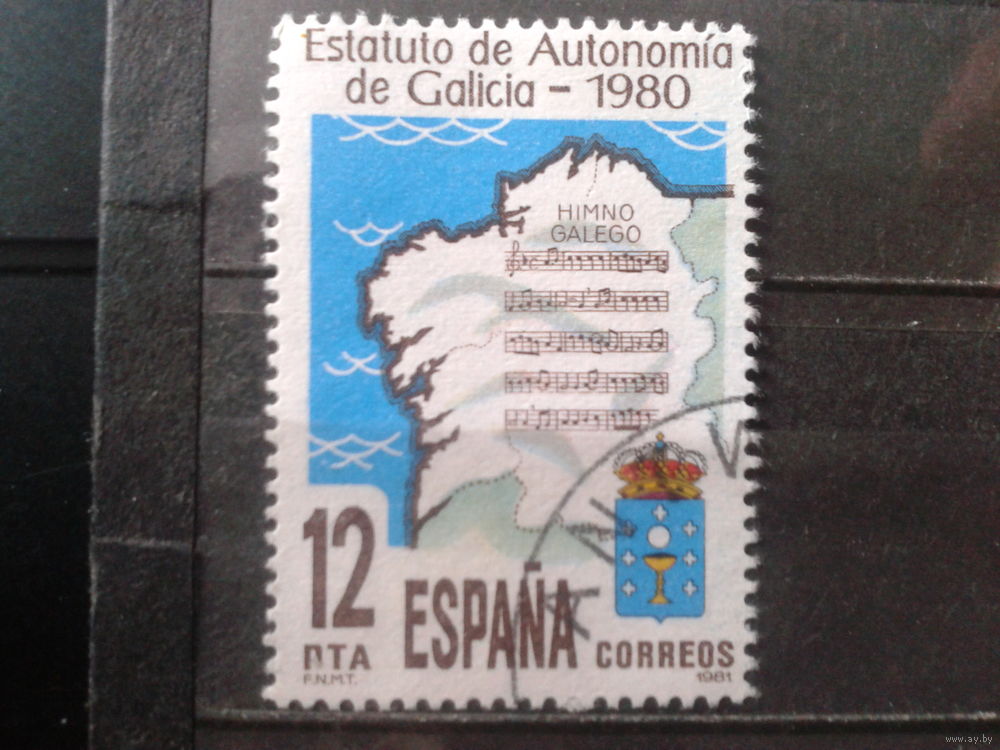 Estatuto de Autonomía
de Galicia - 1980
HIMNO
GALEGO
12
PTA
F.N.M.T.
ESPAÑA
CORREOS
1981
www.ay.by